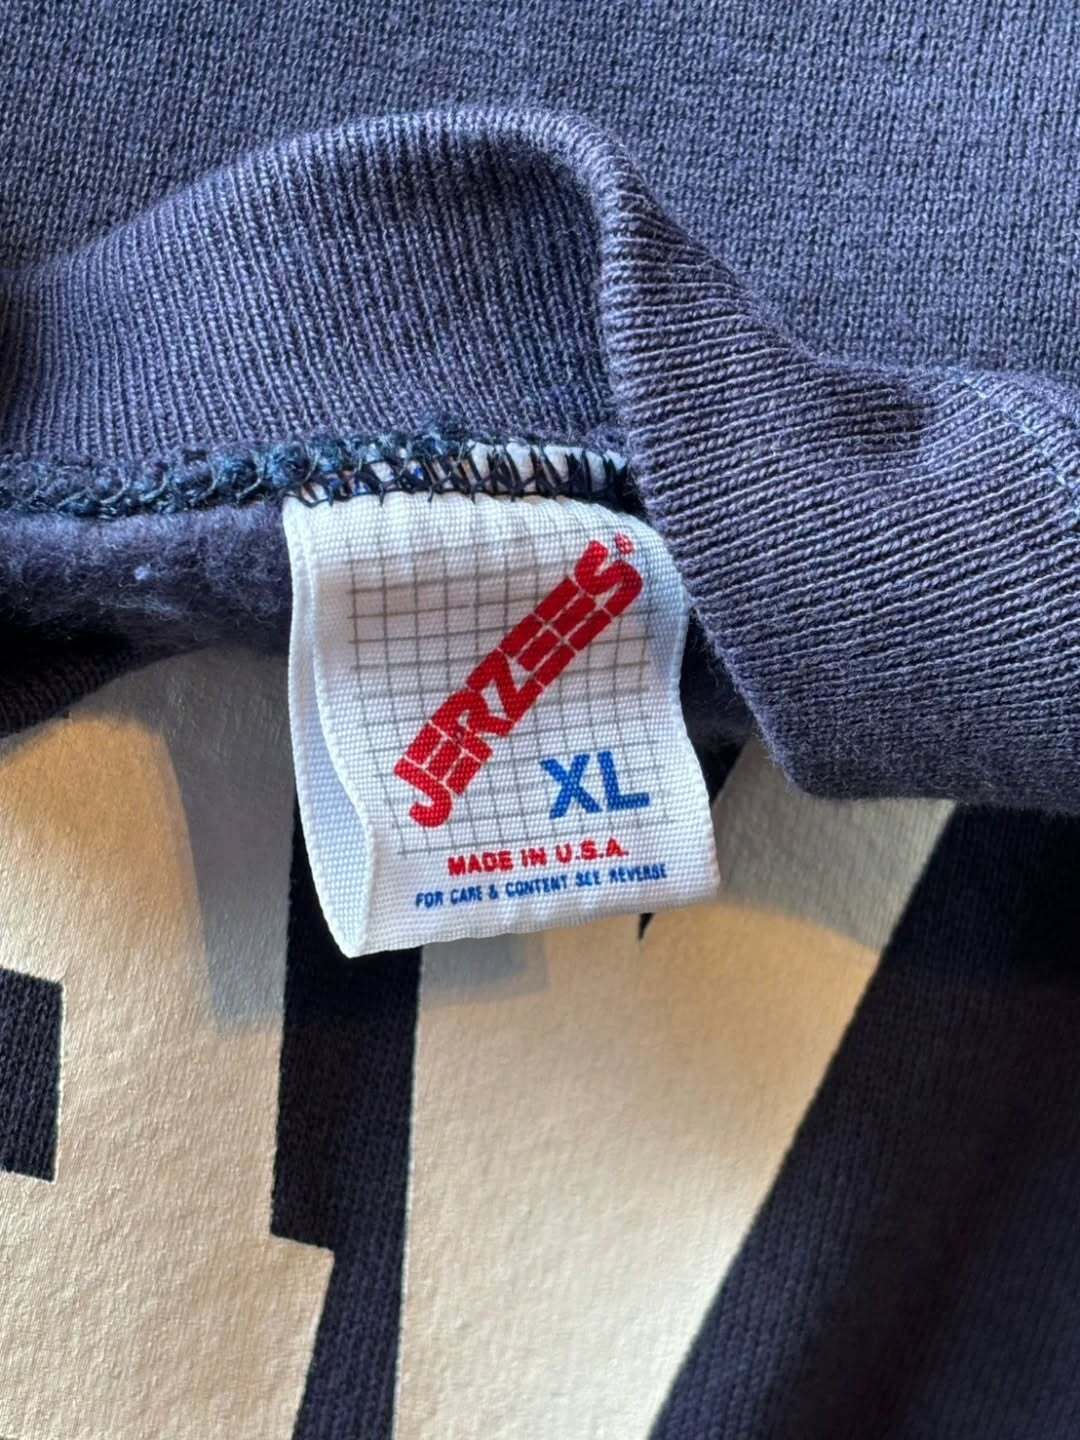 JERZEES®
XL
MADE IN U.S.A.
FOR CARE & CONTENT SEE REVERSE